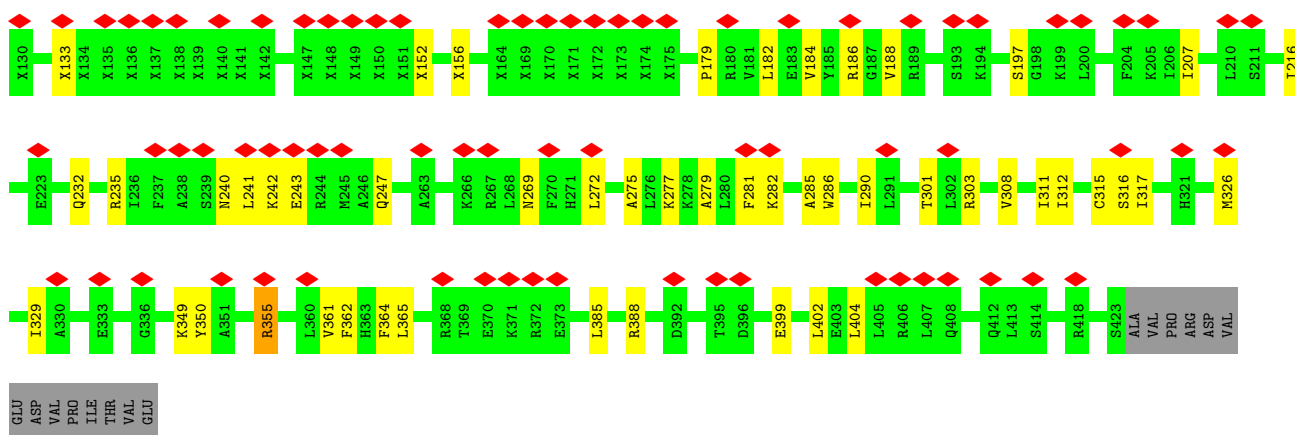 X130 X133 X134 X135 X136 X137 X138 X139 X140 X141 X142 X147 X148 X149 X150 X151 X152 X156 X164 X169 X170 X171 X172 X173 X174 X175 P179 R180 V181 L182 E183 V184 Y185 R186 G187 V188 R189 S193 K194 S197 G198 K199 L200 F204 K205 I206 I207 L210 S211 I216
E223 Q232 R235 I236 F237 A238 S239 N240 L241 K242 E243 R244 M245 A246 Q247 A263 K266 R267 L268 N269 F270 H271 L272 A275 L276 K277 K278 A279 L280 F281 K282 A285 W286 I290 L291 T301 L302 R303 V308 I311 I312 C315 S316 I317 H321 M326
I329 A330 E333 G336 K349 Y350 A351 R355 L360 V361 F362 H363 F364 L365 R368 T369 E370 K371 R372 E373 L385 R388 D392 T395 D396 E399 L402 E403 L404 L405 R406 L407 Q408 Q412 L413 S414 R418 S423 ALA VAL PRO ARG ASP VAL
GLU ASP VAL PRO ILE THR VAL GLU